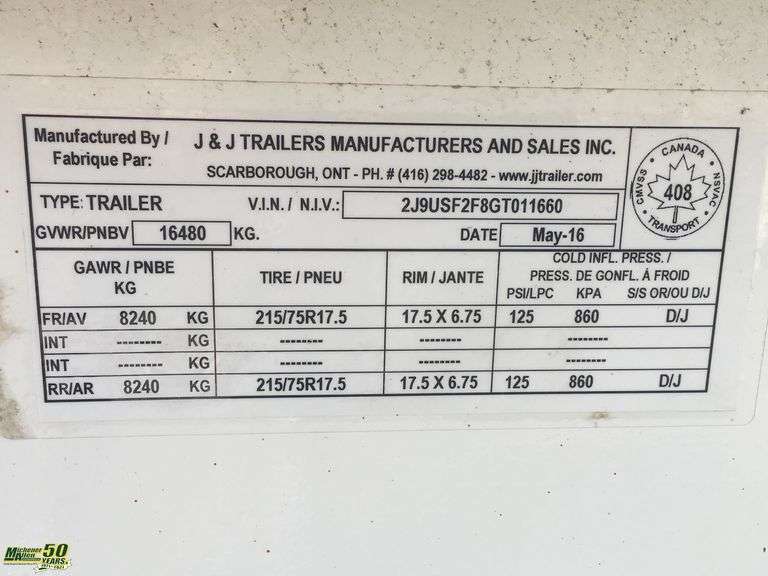 Manufactured By / Fabrique Par:
J & J TRAILERS MANUFACTURERS AND SALES INC.
SCARBOROUGH, ONT - PH. # (416) 298-4482 - www.jjtrailer.com
CANADA
CMVS.S
N.SVAC
408
TRANSPORT
TYPE: TRAILER V.I.N. / N.I.V.: 2J9USF2F8GT011660
GVWR/PNBV 16480 KG. DATE May-16
GAWR / PNBE KG
TIRE / PNEU
RIM / JANTE
COLD INFL. PRESS. /
PRESS. DE GONFL. À FROID
PSI/LPC KPA S/S OR/OU D/J
FR/AV 8240 KG 215/75R17.5 17.5 X 6.75 125 860 D/J
INT -------- KG -------- -------- --------
INT -------- KG -------- -------- --------
RR/AR 8240 KG 215/75R17.5 17.5 X 6.75 125 860 D/J
Michener Allen
50
YEARS